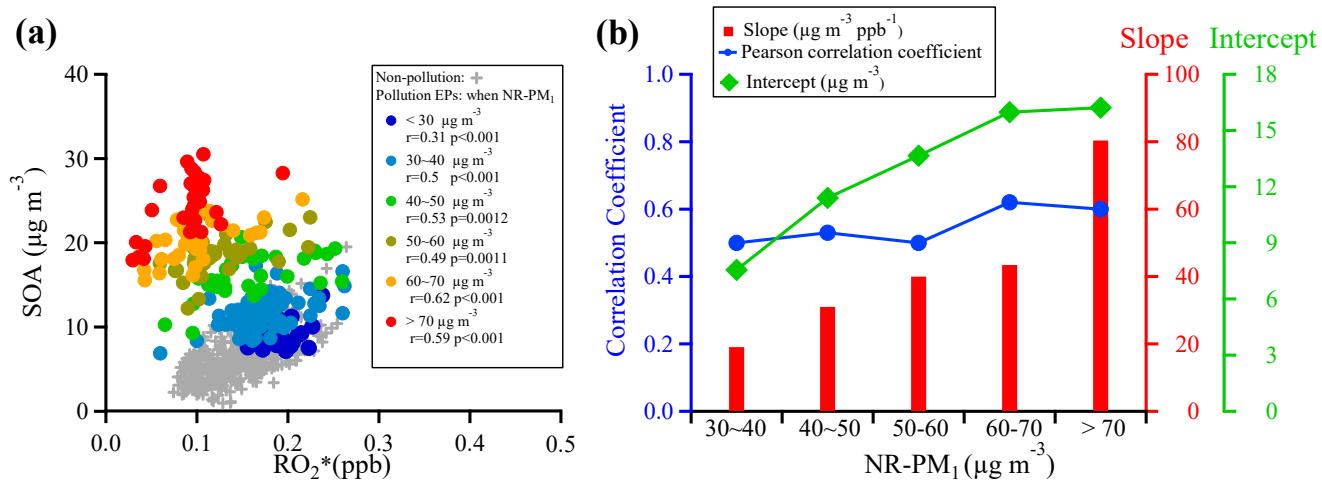 (a)
SOA (µg m⁻³)
40
30
20
10
0
0.0 0.1 0.2 0.3 0.4 0.5
RO₂*(ppb)
Non-pollution:
Pollution EPs: when NR-PM₁
< 30 µg m⁻³
r=0.31 p<0.001
30~40 µg m⁻³
r=0.5 p<0.001
40~50 µg m⁻³
r=0.53 p=0.0012
50~60 µg m⁻³
r=0.49 p=0.0011
60~70 µg m⁻³
r=0.62 p<0.001
> 70 µg m⁻³
r=0.59 p<0.001
(b)
Slope (µg m⁻³ ppb⁻¹)
Pearson correlation coefficient
Intercept (µg m⁻³)
Slope Intercept
Correlation Coefficient
1.0
0.8
0.6
0.4
0.2
0.0
100
80
60
40
20
0
18
15
12
9
6
3
0
30~40 40~50 50-60 60-70 > 70
NR-PM₁ (µg m⁻³)